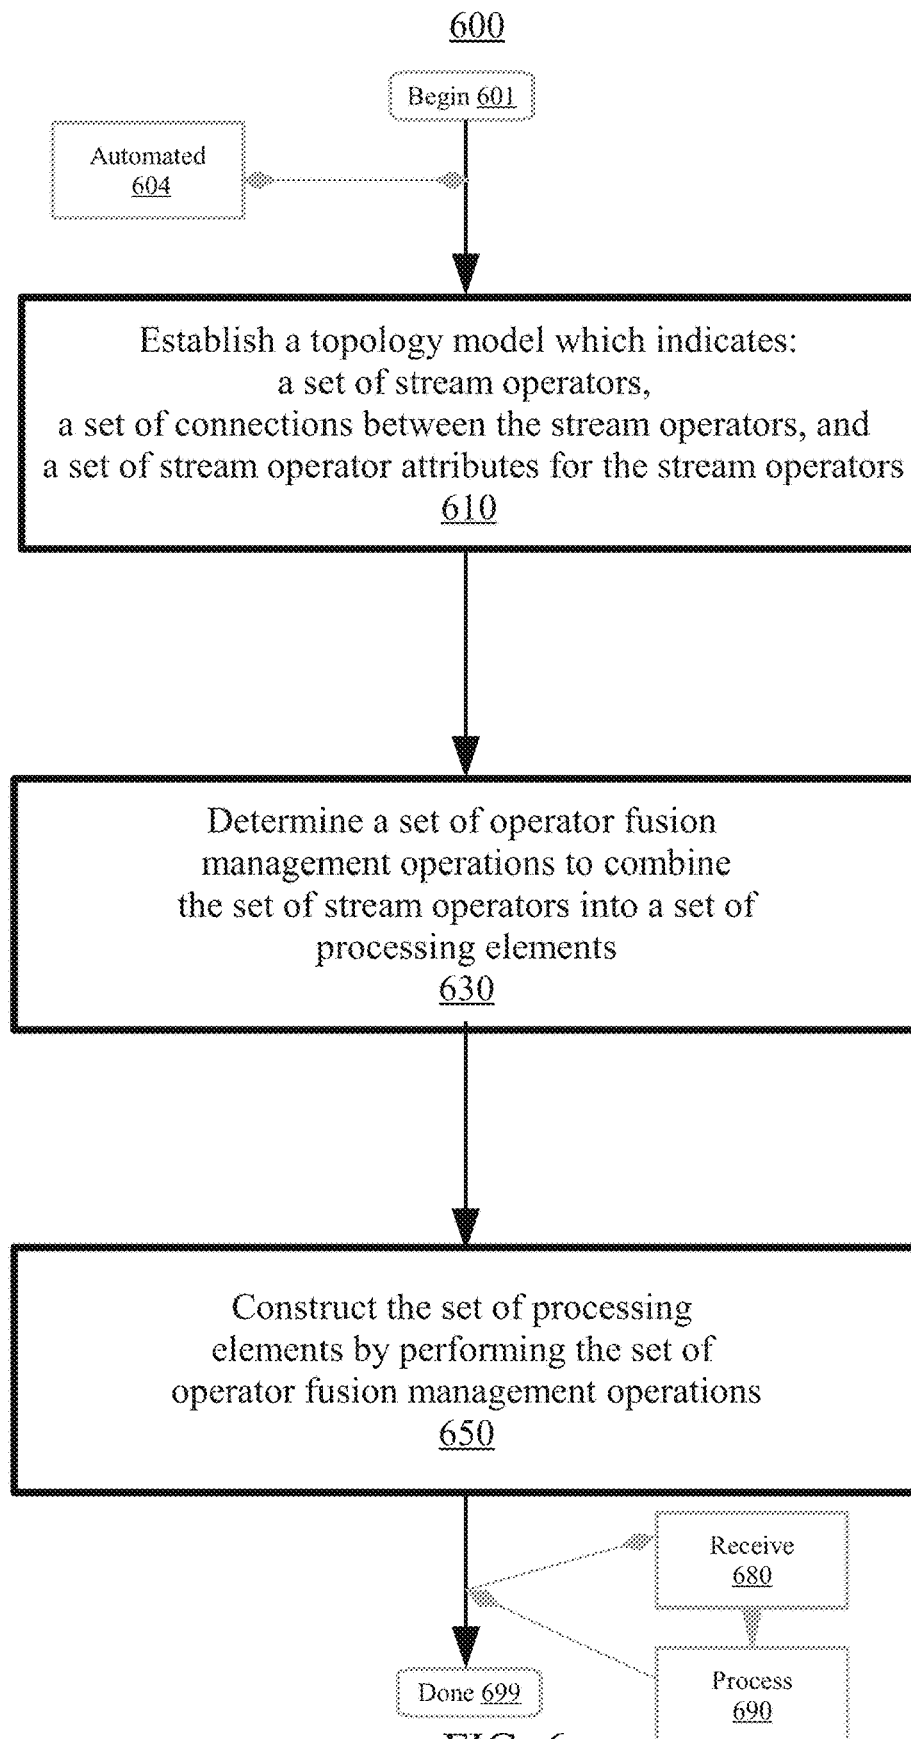 600
Begin 601
Automated
604
Establish a topology model which indicates:
a set of stream operators,
a set of connections between the stream operators, and
a set of stream operator attributes for the stream operators
610
Determine a set of operator fusion
management operations to combine
the set of stream operators into a set of
processing elements
630
Construct the set of processing
elements by performing the set of
operator fusion management operations
650
Receive
680
Process
690
Done 699
FIG. 6